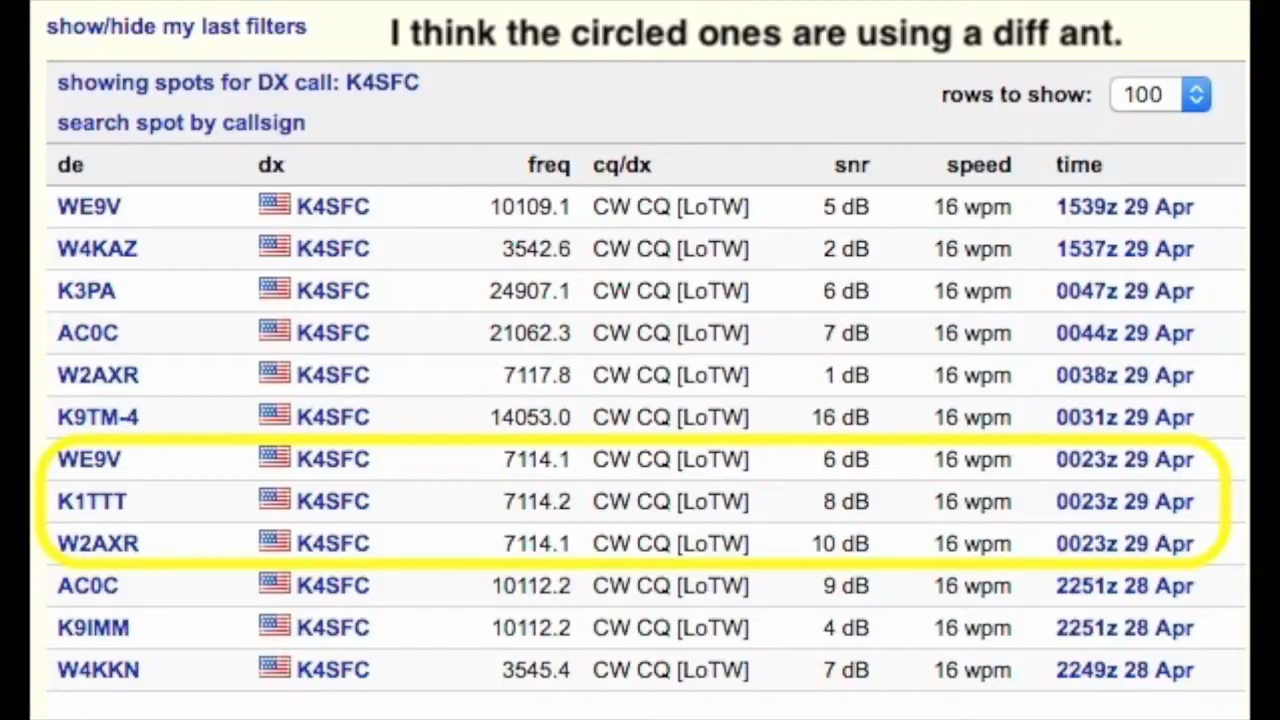 show/hide my last filters
I think the circled ones are using a diff ant.
showing spots for DX call: K4SFC
rows to show: 100
search spot by callsign
de dx freq cq/dx snr speed time
WE9V K4SFC 10109.1 CW CQ [LoTW] 5 dB 16 wpm 1539z 29 Apr
W4KAZ K4SFC 3542.6 CW CQ [LoTW] 2 dB 16 wpm 1537z 29 Apr
K3PA K4SFC 24907.1 CW CQ [LoTW] 6 dB 16 wpm 0047z 29 Apr
AC0C K4SFC 21062.3 CW CQ [LoTW] 7 dB 16 wpm 0044z 29 Apr
W2AXR K4SFC 7117.8 CW CQ [LoTW] 1 dB 16 wpm 0038z 29 Apr
K9TM-4 K4SFC 14053.0 CW CQ [LoTW] 16 dB 16 wpm 0031z 29 Apr
WE9V K4SFC 7114.1 CW CQ [LoTW] 6 dB 16 wpm 0023z 29 Apr
K1TTT K4SFC 7114.2 CW CQ [LoTW] 8 dB 16 wpm 0023z 29 Apr
W2AXR K4SFC 7114.1 CW CQ [LoTW] 10 dB 16 wpm 0023z 29 Apr
AC0C K4SFC 10112.2 CW CQ [LoTW] 9 dB 16 wpm 2251z 28 Apr
K9IMM K4SFC 10112.2 CW CQ [LoTW] 4 dB 16 wpm 2251z 28 Apr
W4KKN K4SFC 3545.4 CW CQ [LoTW] 7 dB 16 wpm 2249z 28 Apr